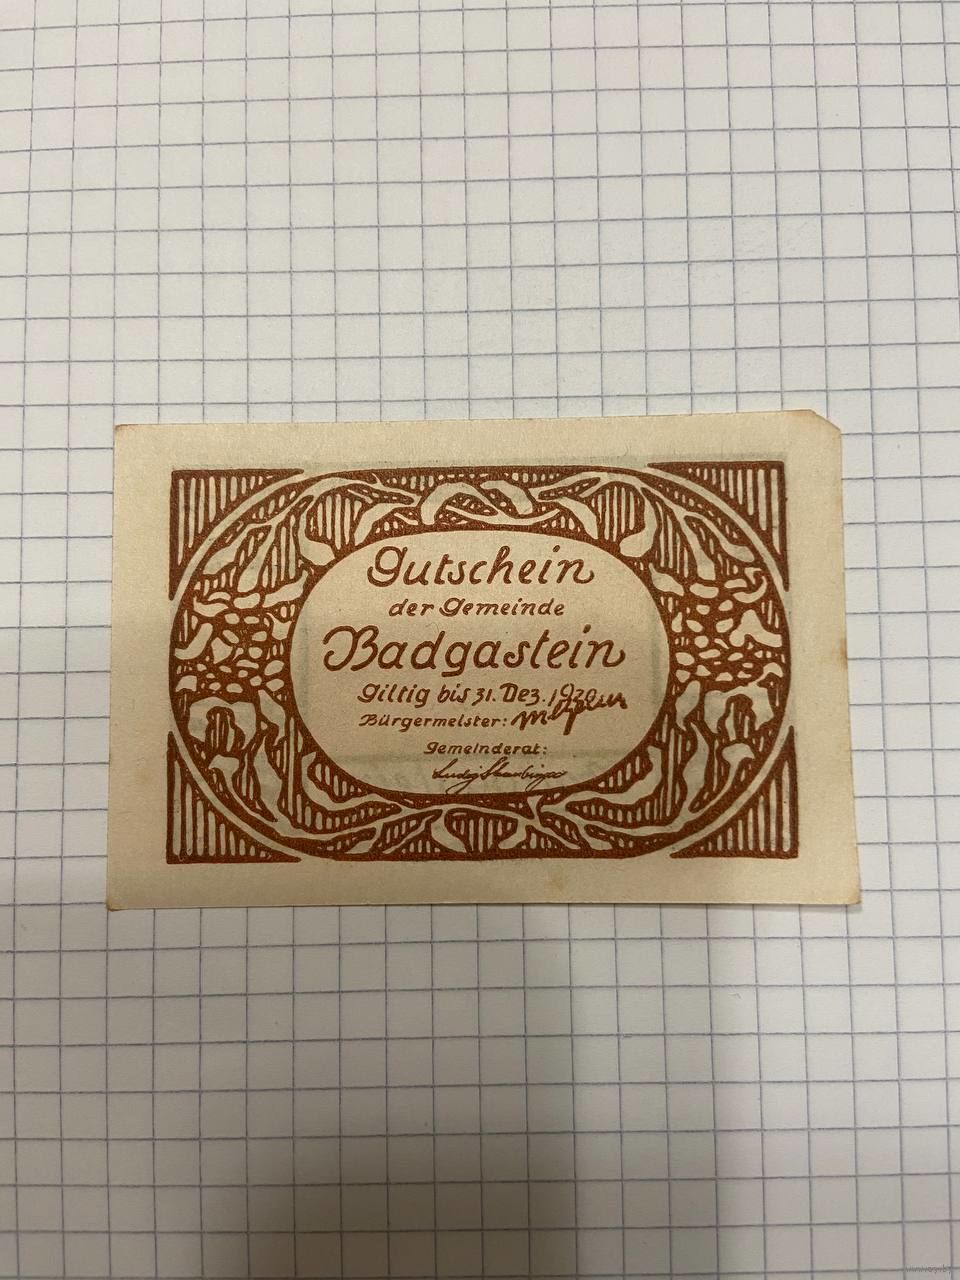 Gutschein
der Gemeinde
Badgastein
Giltig bis 31. Dez. 1920
Bürgermeister:
Gemeinderat: